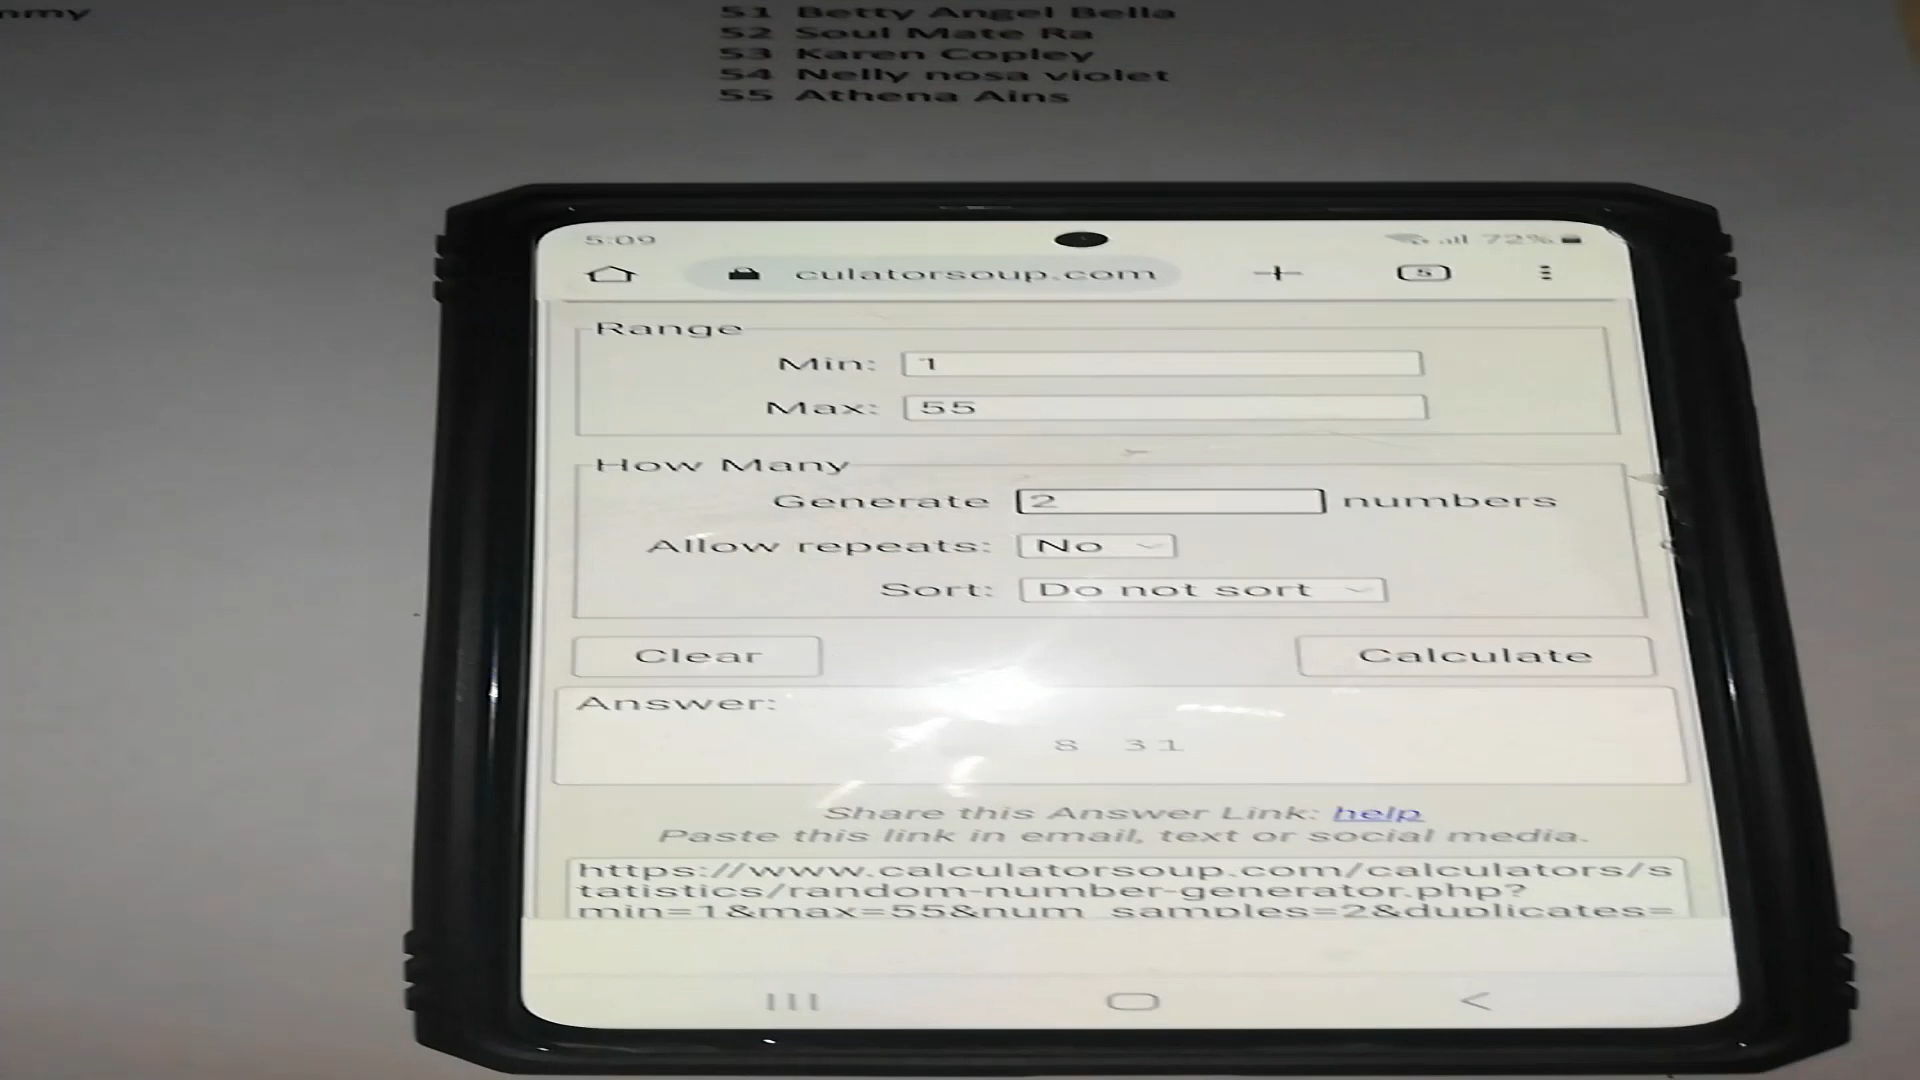 51 Betty Angel Bella
52 Soul Mate Ra
53 Karen Copley
54 Nelly nosa violet
55 Athena Ains
5:09
72%
culatorsoup.com
5
Range
Min: 1
Max: 55
How Many
Generate 2 numbers
Allow repeats: No
Sort: Do not sort
Clear
Calculate
Answer:
8 31
Share this Answer Link: help
Paste this link in email, text or social media.
https://www.calculatorsoup.com/calculators/s
tatistics/random-number-generator.php?
min=1&max=55&num_samples=2&duplicates=